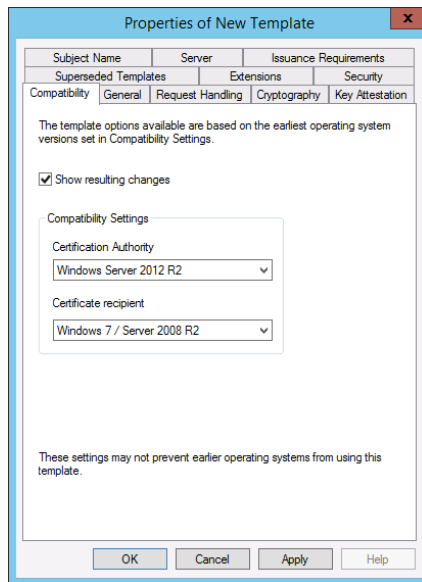 Properties of New Template
x
Subject Name Server Issuance Requirements
Superseded Templates Extensions Security
Compatibility General Request Handling Cryptography Key Attestation
The template options available are based on the earliest operating system
versions set in Compatibility Settings.
Show resulting changes
Compatibility Settings
Certification Authority
Windows Server 2012 R2
Certificate recipient
Windows 7 / Server 2008 R2
These settings may not prevent earlier operating systems from using this
template.
OK Cancel Apply Help